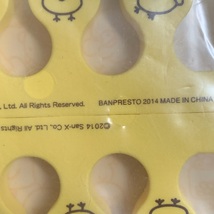 Ltd. All Rights Reserved. BANPRESTO 2014 MADE IN CHINA
©2014 San-X Co., Ltd. All Rights